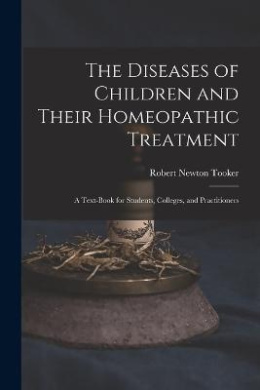 The Diseases of
Children and
Their Homeopathic
Treatment
Robert Newton Tooker
A Text-Book for Students, Colleges, and Practitioners